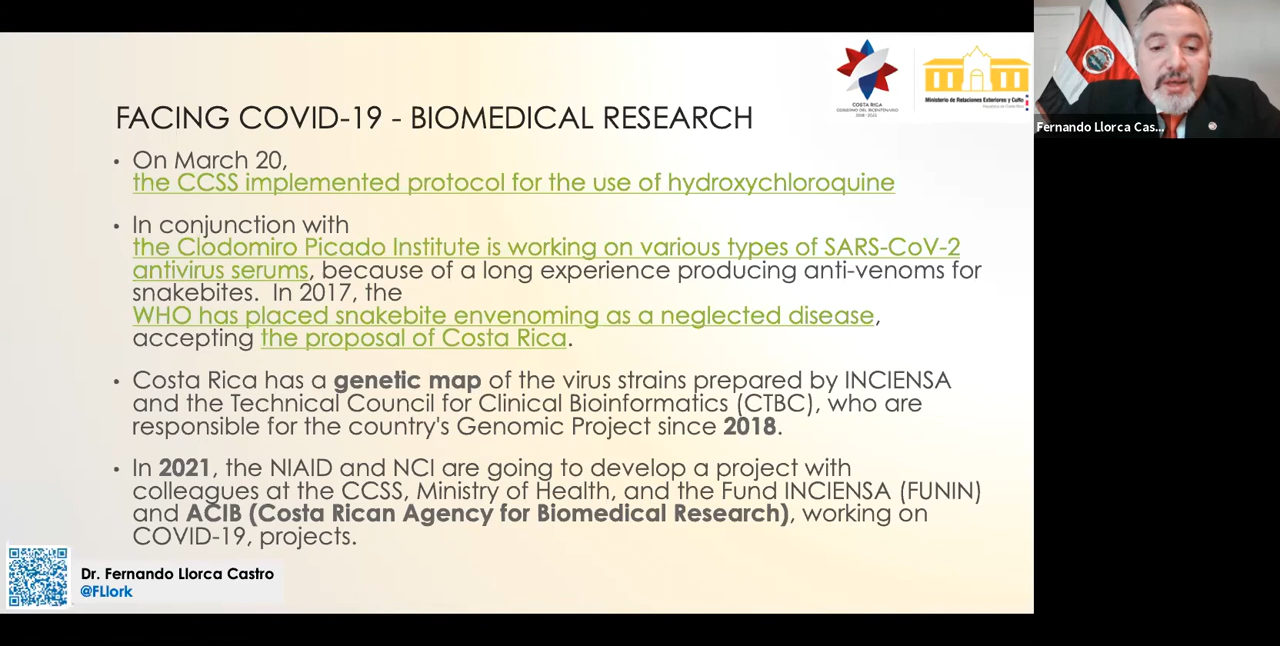 FACING COVID-19 - BIOMEDICAL RESEARCH
• On March 20,
the CCSS implemented protocol for the use of hydroxychloroquine
• In conjunction with
the Clodomiro Picado Institute is working on various types of SARS-CoV-2
antivirus serums, because of a long experience producing anti-venoms for
snakebites. In 2017, the
WHO has placed snakebite envenoming as a neglected disease,
accepting the proposal of Costa Rica.
• Costa Rica has a genetic map of the virus strains prepared by INCIENSA
and the Technical Council for Clinical Bioinformatics (CTBC), who are
responsible for the country's Genomic Project since 2018.
• In 2021, the NIAID and NCI are going to develop a project with
colleagues at the CCSS, Ministry of Health, and the Fund INCIENSA (FUNIN)
and ACIB (Costa Rican Agency for Biomedical Research), working on
COVID-19, projects.
Dr. Fernando Llorca Castro
@FLlork
COSTA RICA
GOBIERNO DEL BICENTENARIO
Ministerio de Relaciones Exteriores y Culto
Fernando Llorca Cas...